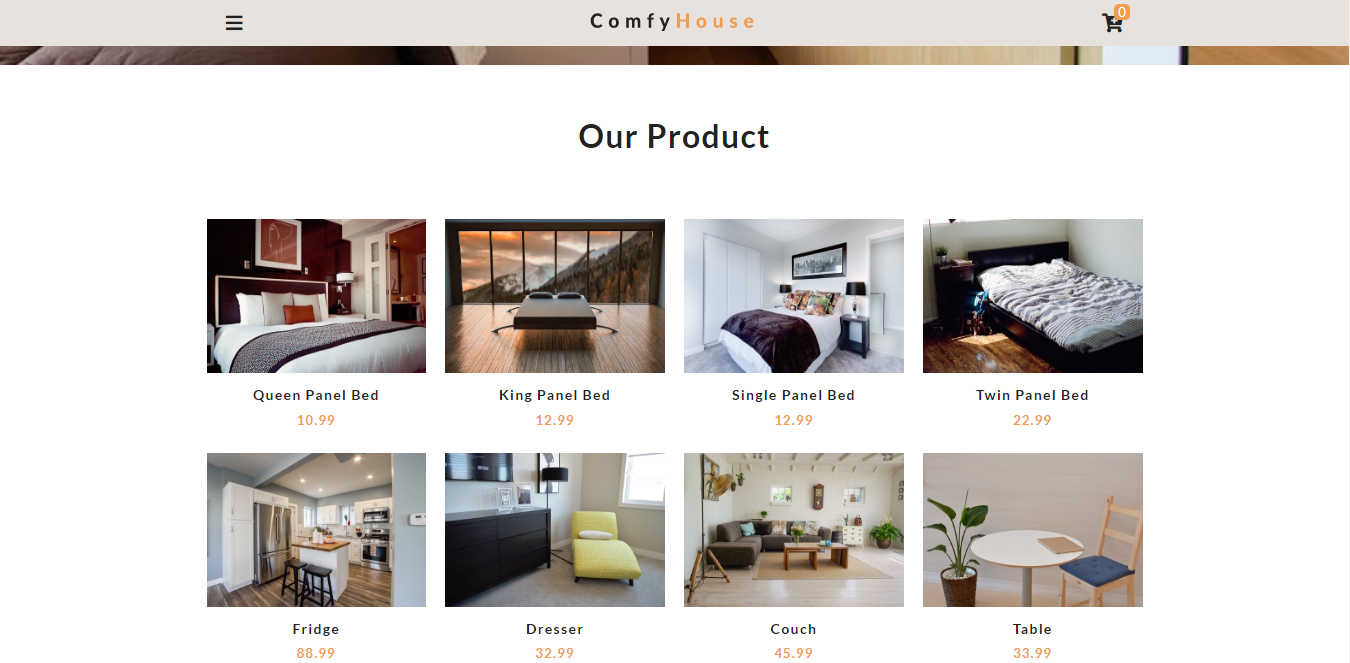 ComfyHouse
0
Our Product
Queen Panel Bed
King Panel Bed
Single Panel Bed
Twin Panel Bed
10.99
12.99
12.99
22.99
Fridge
Dresser
Couch
Table
88.99
32.99
45.99
33.99